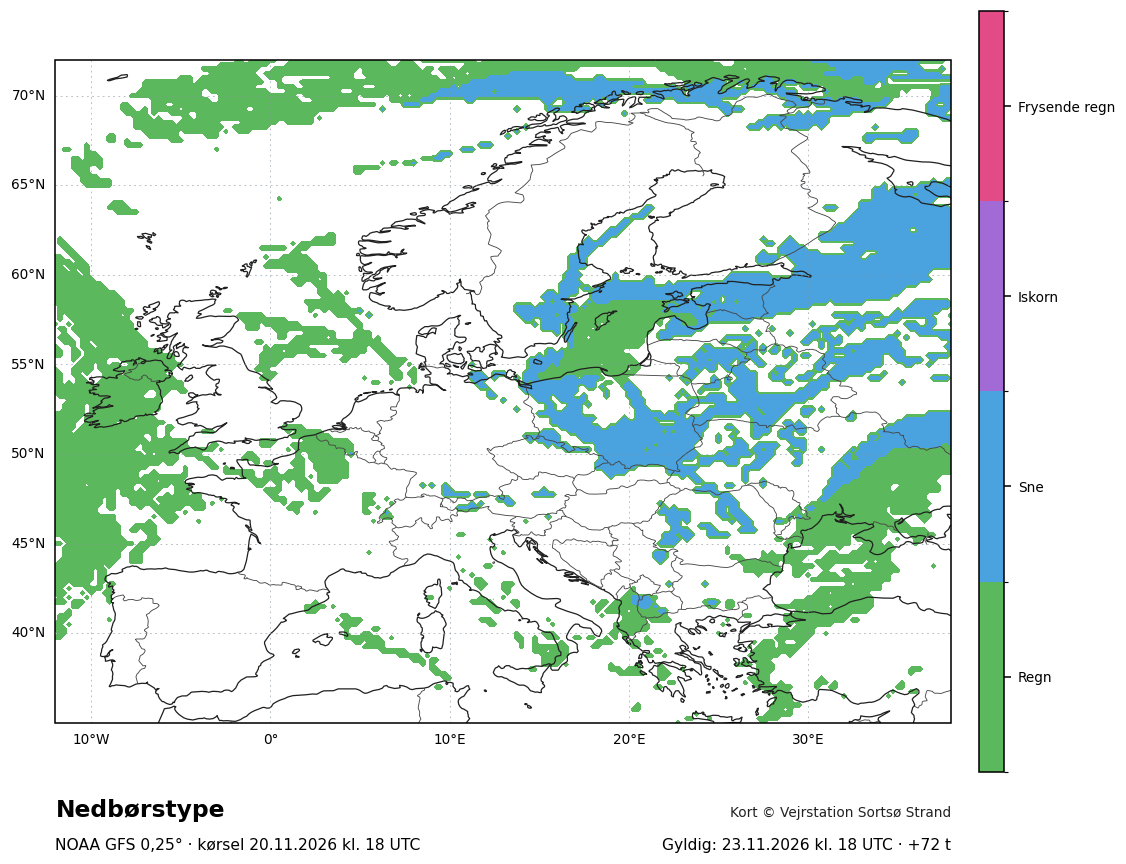 70°N
65°N
60°N
55°N
50°N
45°N
40°N
10°W
0°
10°E
20°E
30°E
Frysende regn
Iskorn
Sne
Regn
Nedbørstype
Kort © Vejrstation Sortsø Strand
NOAA GFS 0,25° · kørsel 20.11.2026 kl. 18 UTC
Gyldig: 23.11.2026 kl. 18 UTC · +72 t